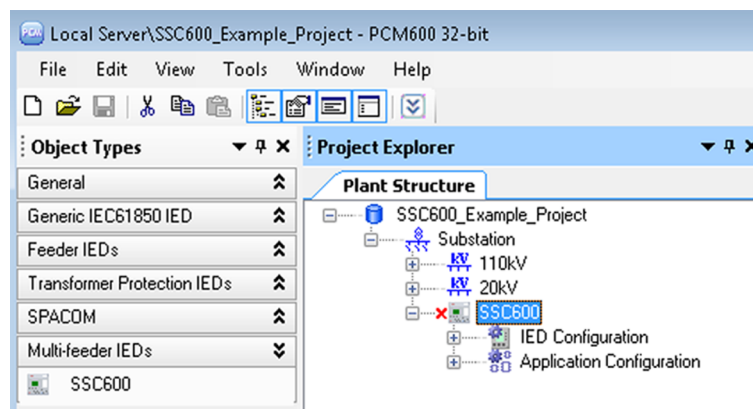 Local Server\SSC600_Example_Project - PCM600 32-bit
File Edit View Tools Window Help
Object Types
Project Explorer
General
Generic IEC61850 IED
Feeder IEDs
Transformer Protection IEDs
SPACOM
Multi-feeder IEDs
SSC600
Plant Structure
SSC600_Example_Project
Substation
110kV
20kV
SSC600
IED Configuration
Application Configuration